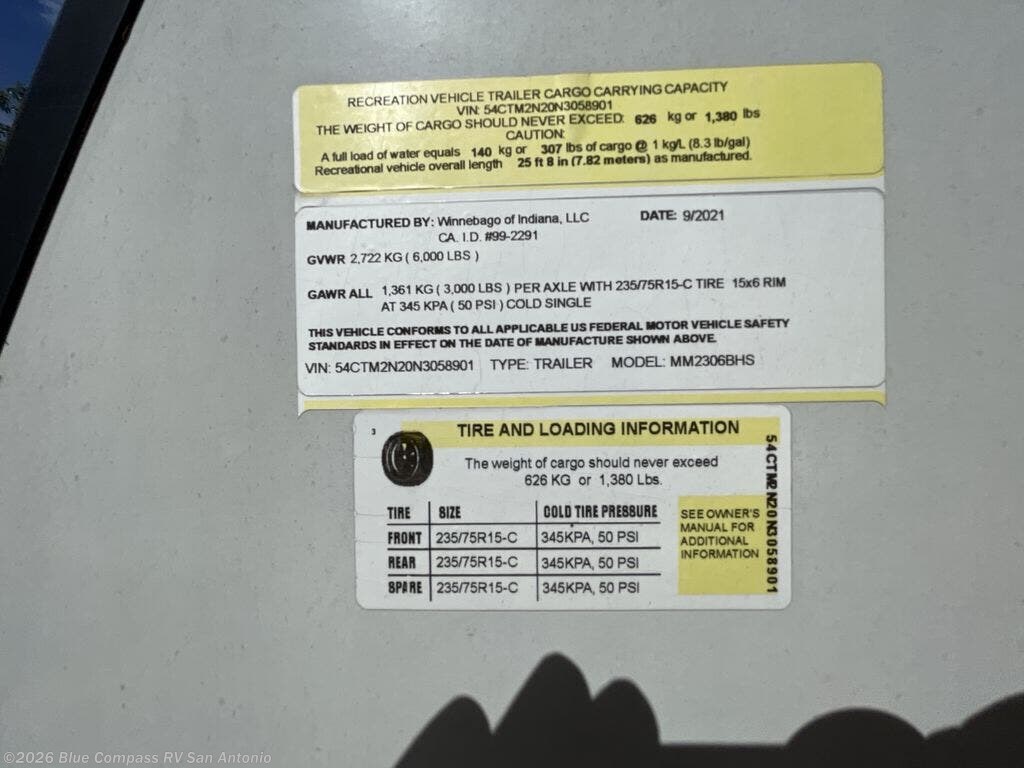 RECREATION VEHICLE TRAILER CARGO CARRYING CAPACITY
VIN: 54CTM2N20N3058901
THE WEIGHT OF CARGO SHOULD NEVER EXCEED: 626 kg or 1,380 lbs
CAUTION:
A full load of water equals 140 kg or 307 lbs of cargo @ 1 kg/L (8.3 lb/gal)
Recreational vehicle overall length 25 ft 8 in (7.82 meters) as manufactured.
MANUFACTURED BY: Winnebago of Indiana, LLC DATE: 9/2021
CA. I.D. #99-2291
GVWR 2,722 KG ( 6,000 LBS )
GAWR ALL 1,361 KG ( 3,000 LBS ) PER AXLE WITH 235/75R15-C TIRE 15x6 RIM
AT 345 KPA ( 50 PSI ) COLD SINGLE
THIS VEHICLE CONFORMS TO ALL APPLICABLE US FEDERAL MOTOR VEHICLE SAFETY
STANDARDS IN EFFECT ON THE DATE OF MANUFACTURE SHOWN ABOVE.
VIN: 54CTM2N20N3058901 TYPE: TRAILER MODEL: MM2306BHS
3
TIRE AND LOADING INFORMATION
The weight of cargo should never exceed
626 KG or 1,380 Lbs.
TIRE SIZE COLD TIRE PRESSURE
FRONT 235/75R15-C 345KPA, 50 PSI
REAR 235/75R15-C 345KPA, 50 PSI
SPARE 235/75R15-C 345KPA, 50 PSI
SEE OWNER'S
MANUAL FOR
ADDITIONAL
INFORMATION
54CTM2N20N3058901
©2026 Blue Compass RV San Antonio